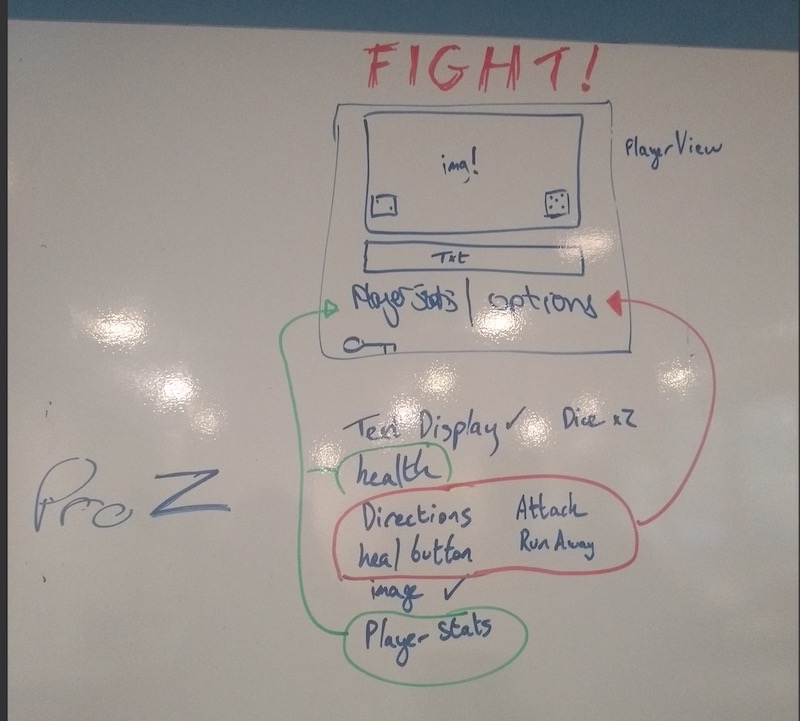 FIGHT!
PlayerView
img!
Txt
Player Stats | options
Text Display ✓ Dice x2
health
Directions Attack
heal button Run Away
image ✓
Player stats
Pro Z